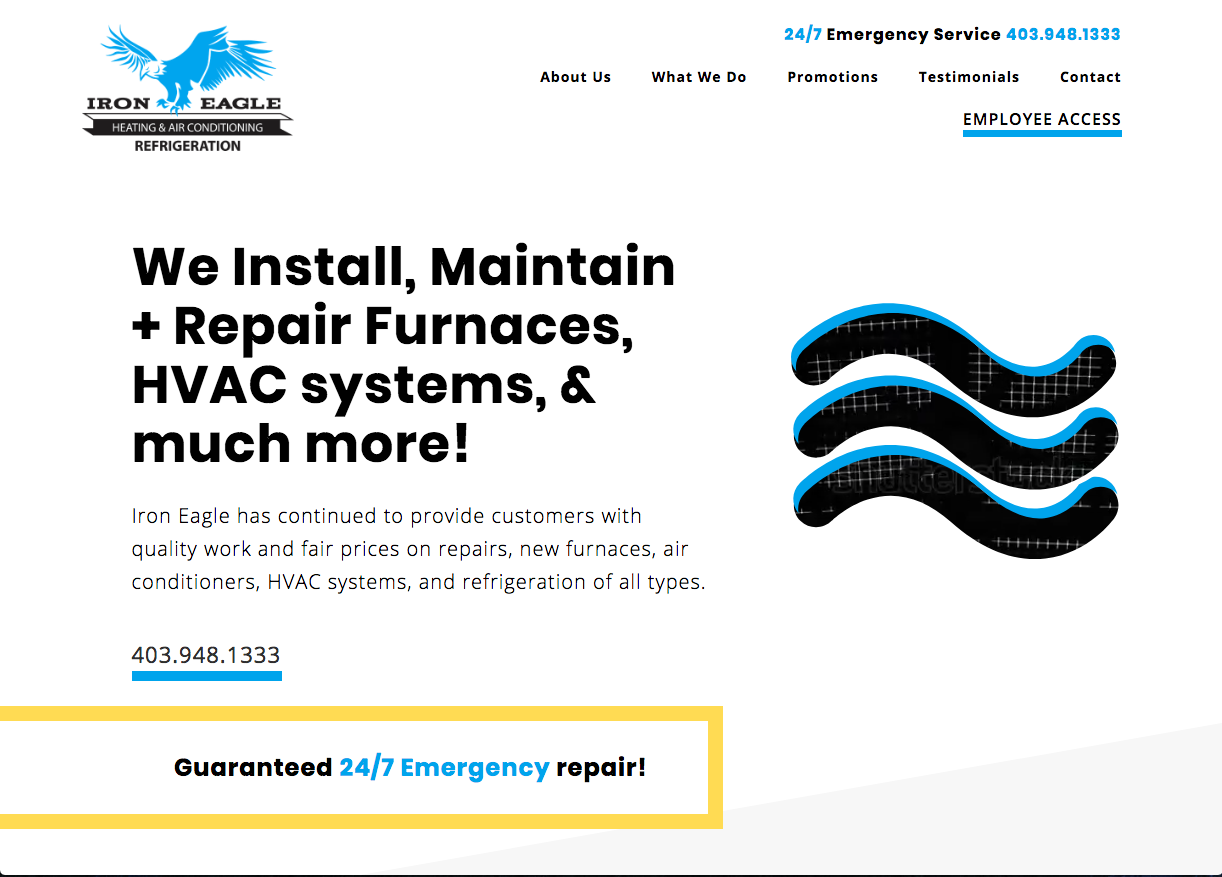 24/7 Emergency Service 403.948.1333
About Us What We Do Promotions Testimonials Contact
EMPLOYEE ACCESS
IRON EAGLE
HEATING & AIR CONDITIONING
REFRIGERATION
We Install, Maintain
+ Repair Furnaces,
HVAC systems, &
much more!
Iron Eagle has continued to provide customers with
quality work and fair prices on repairs, new furnaces, air
conditioners, HVAC systems, and refrigeration of all types.
403.948.1333
Guaranteed 24/7 Emergency repair!